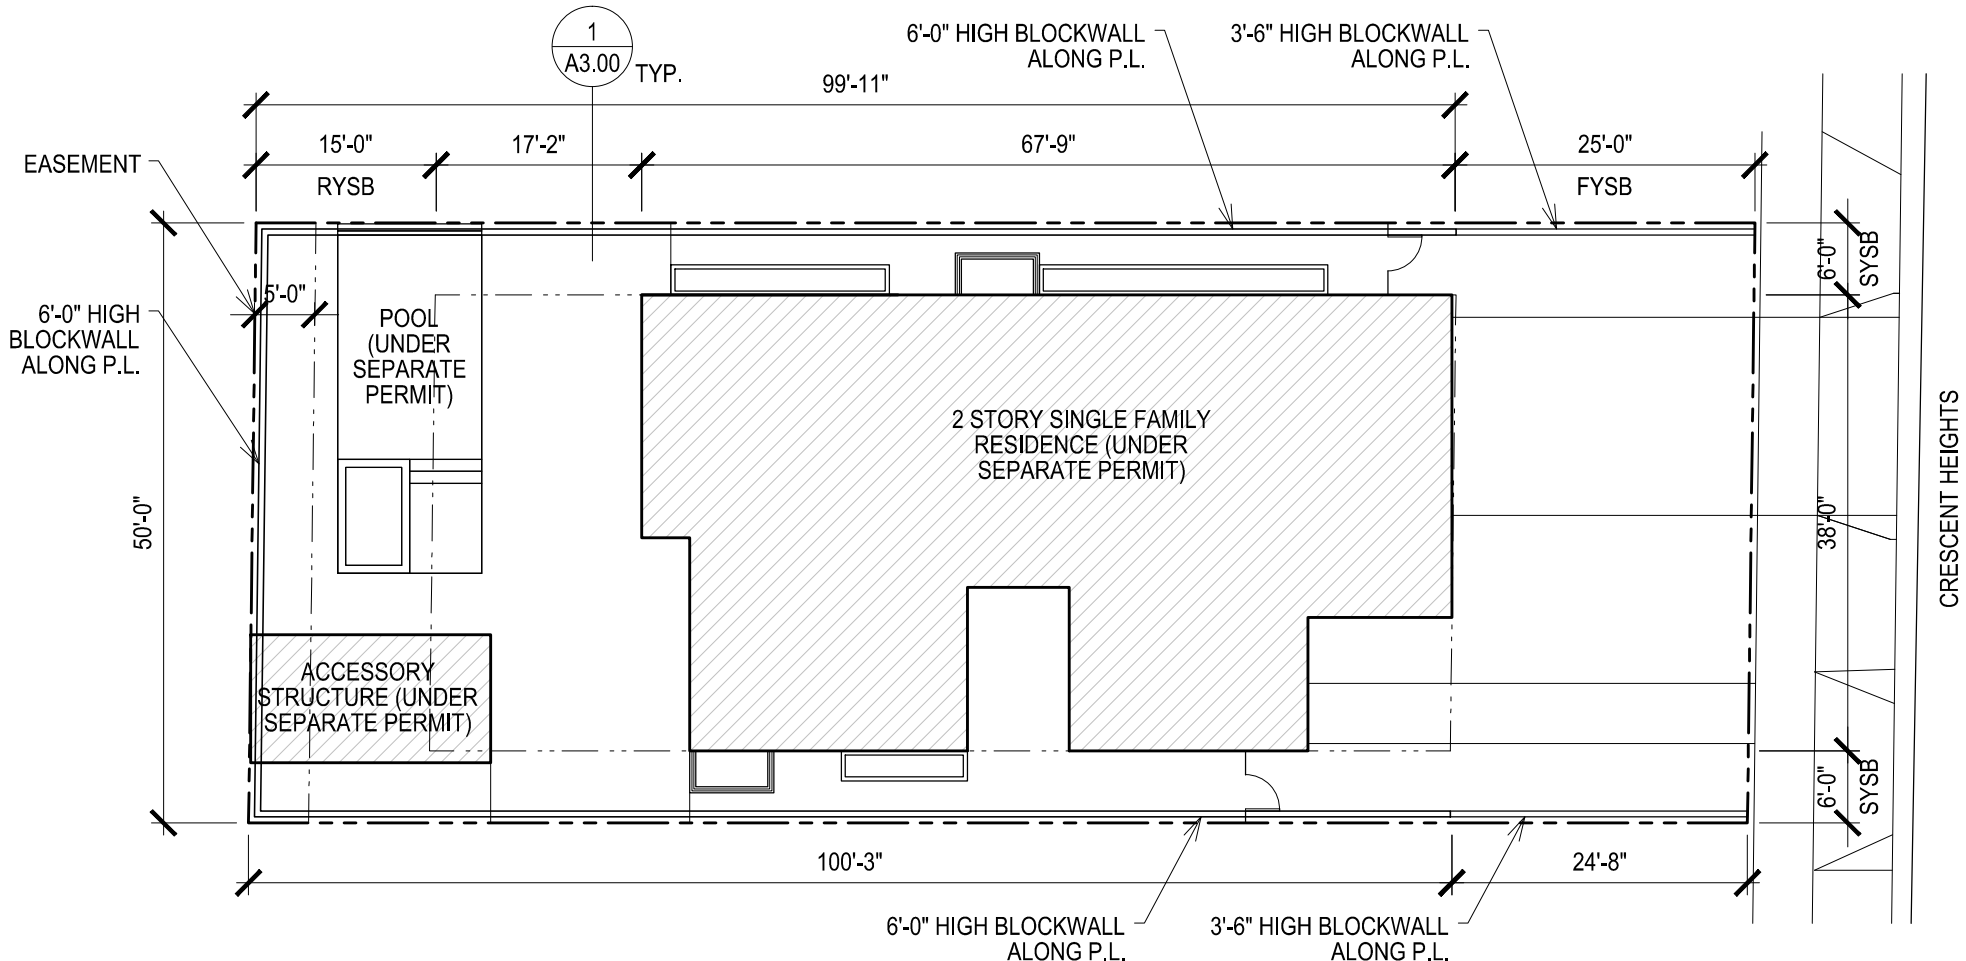 1
A3.00
TYP.
6'-0" HIGH BLOCKWALL
ALONG P.L.
3'-6" HIGH BLOCKWALL
ALONG P.L.
99'-11"
15'-0"
17'-2"
67'-9"
25'-0"
RYSB
FYSB
EASEMENT
6'-0"
SYSB
5'-0"
6'-0" HIGH
BLOCKWALL
ALONG P.L.
POOL
(UNDER
SEPARATE
PERMIT)
2 STORY SINGLE FAMILY
RESIDENCE (UNDER
SEPARATE PERMIT)
50'-0"
38'-0"
CRESCENT HEIGHTS
ACCESSORY
STRUCTURE (UNDER
SEPARATE PERMIT)
6'-0"
SYSB
100'-3"
24'-8"
6'-0" HIGH BLOCKWALL
ALONG P.L.
3'-6" HIGH BLOCKWALL
ALONG P.L.